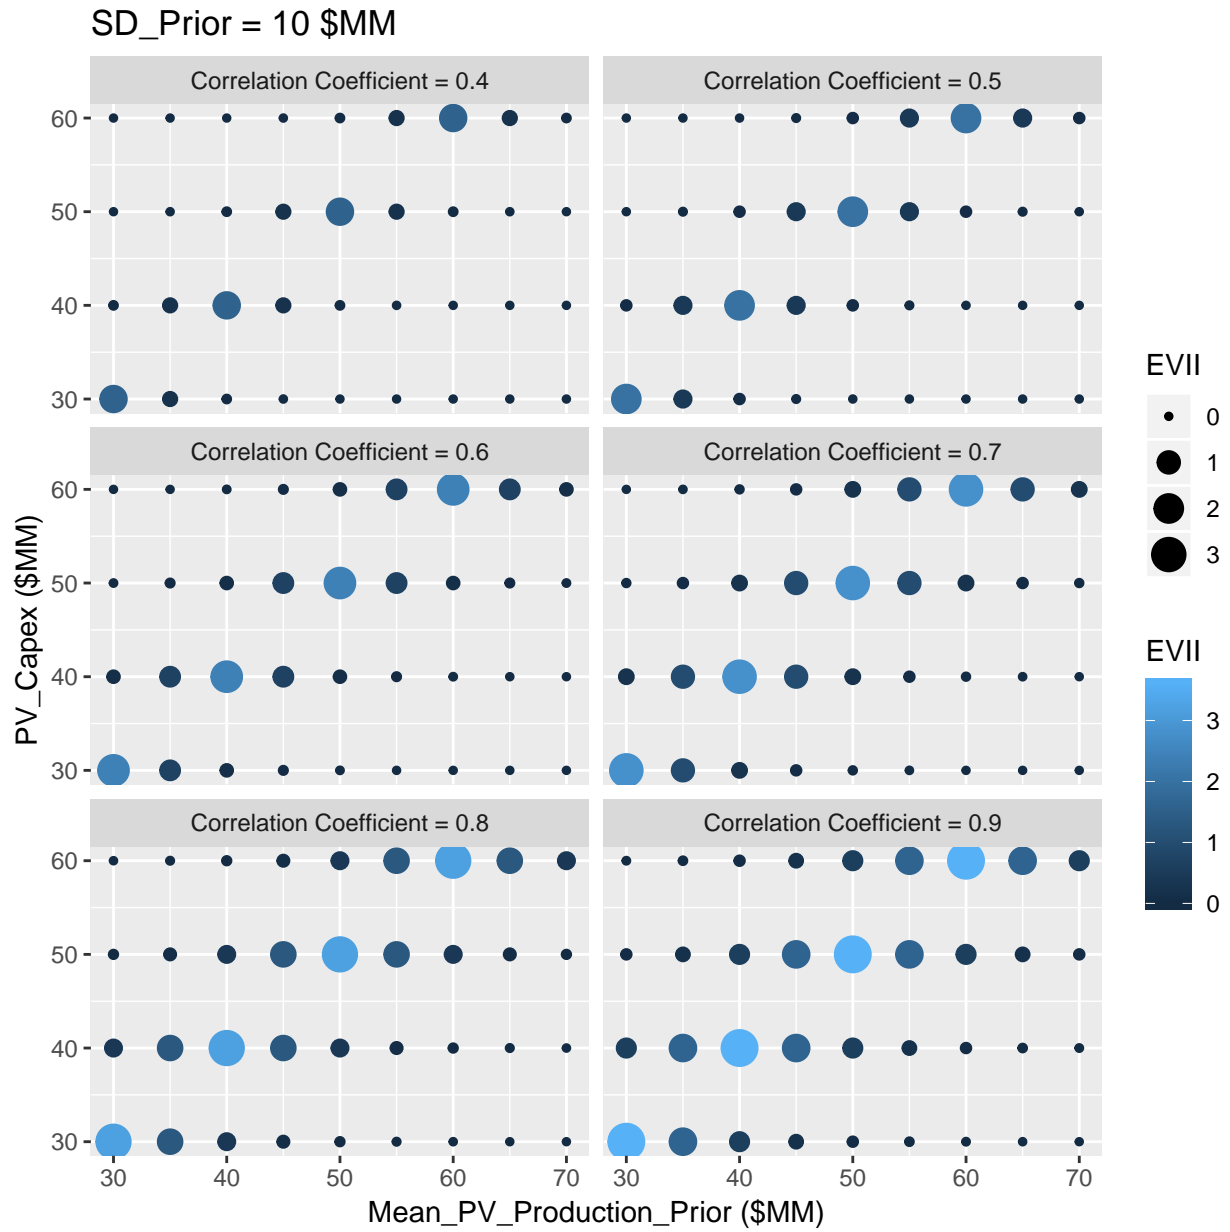 SD_Prior = 10 $MM
Correlation Coefficient = 0.4
Correlation Coefficient = 0.5
60
50
40
30
Correlation Coefficient = 0.6
Correlation Coefficient = 0.7
60
50
40
30
Correlation Coefficient = 0.8
Correlation Coefficient = 0.9
60
50
40
30
30 40 50 60 70
30 40 50 60 70
Mean_PV_Production_Prior ($MM)
PV_Capex ($MM)
EVII
0
1
2
3
EVII
3
2
1
0